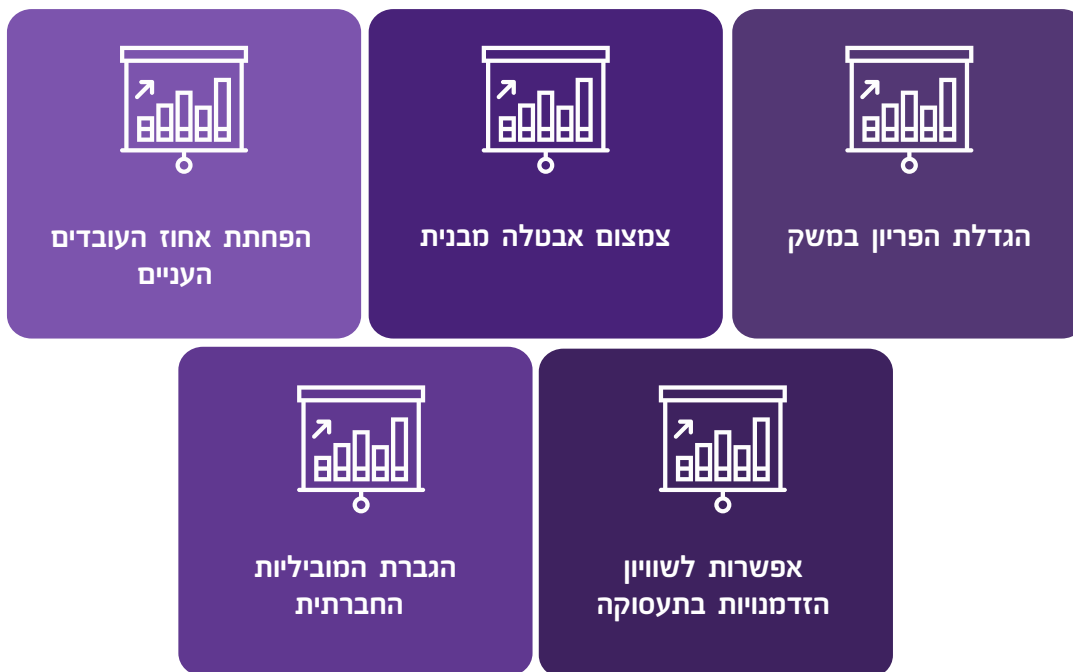 הגדלת הפריון במשק
צמצום אבטלה מבנית
הפחתת אחוז העובדים
העניים
אפשרות לשוויון
הזדמנויות בתעסוקה
הגברת המוביליות
החברתית